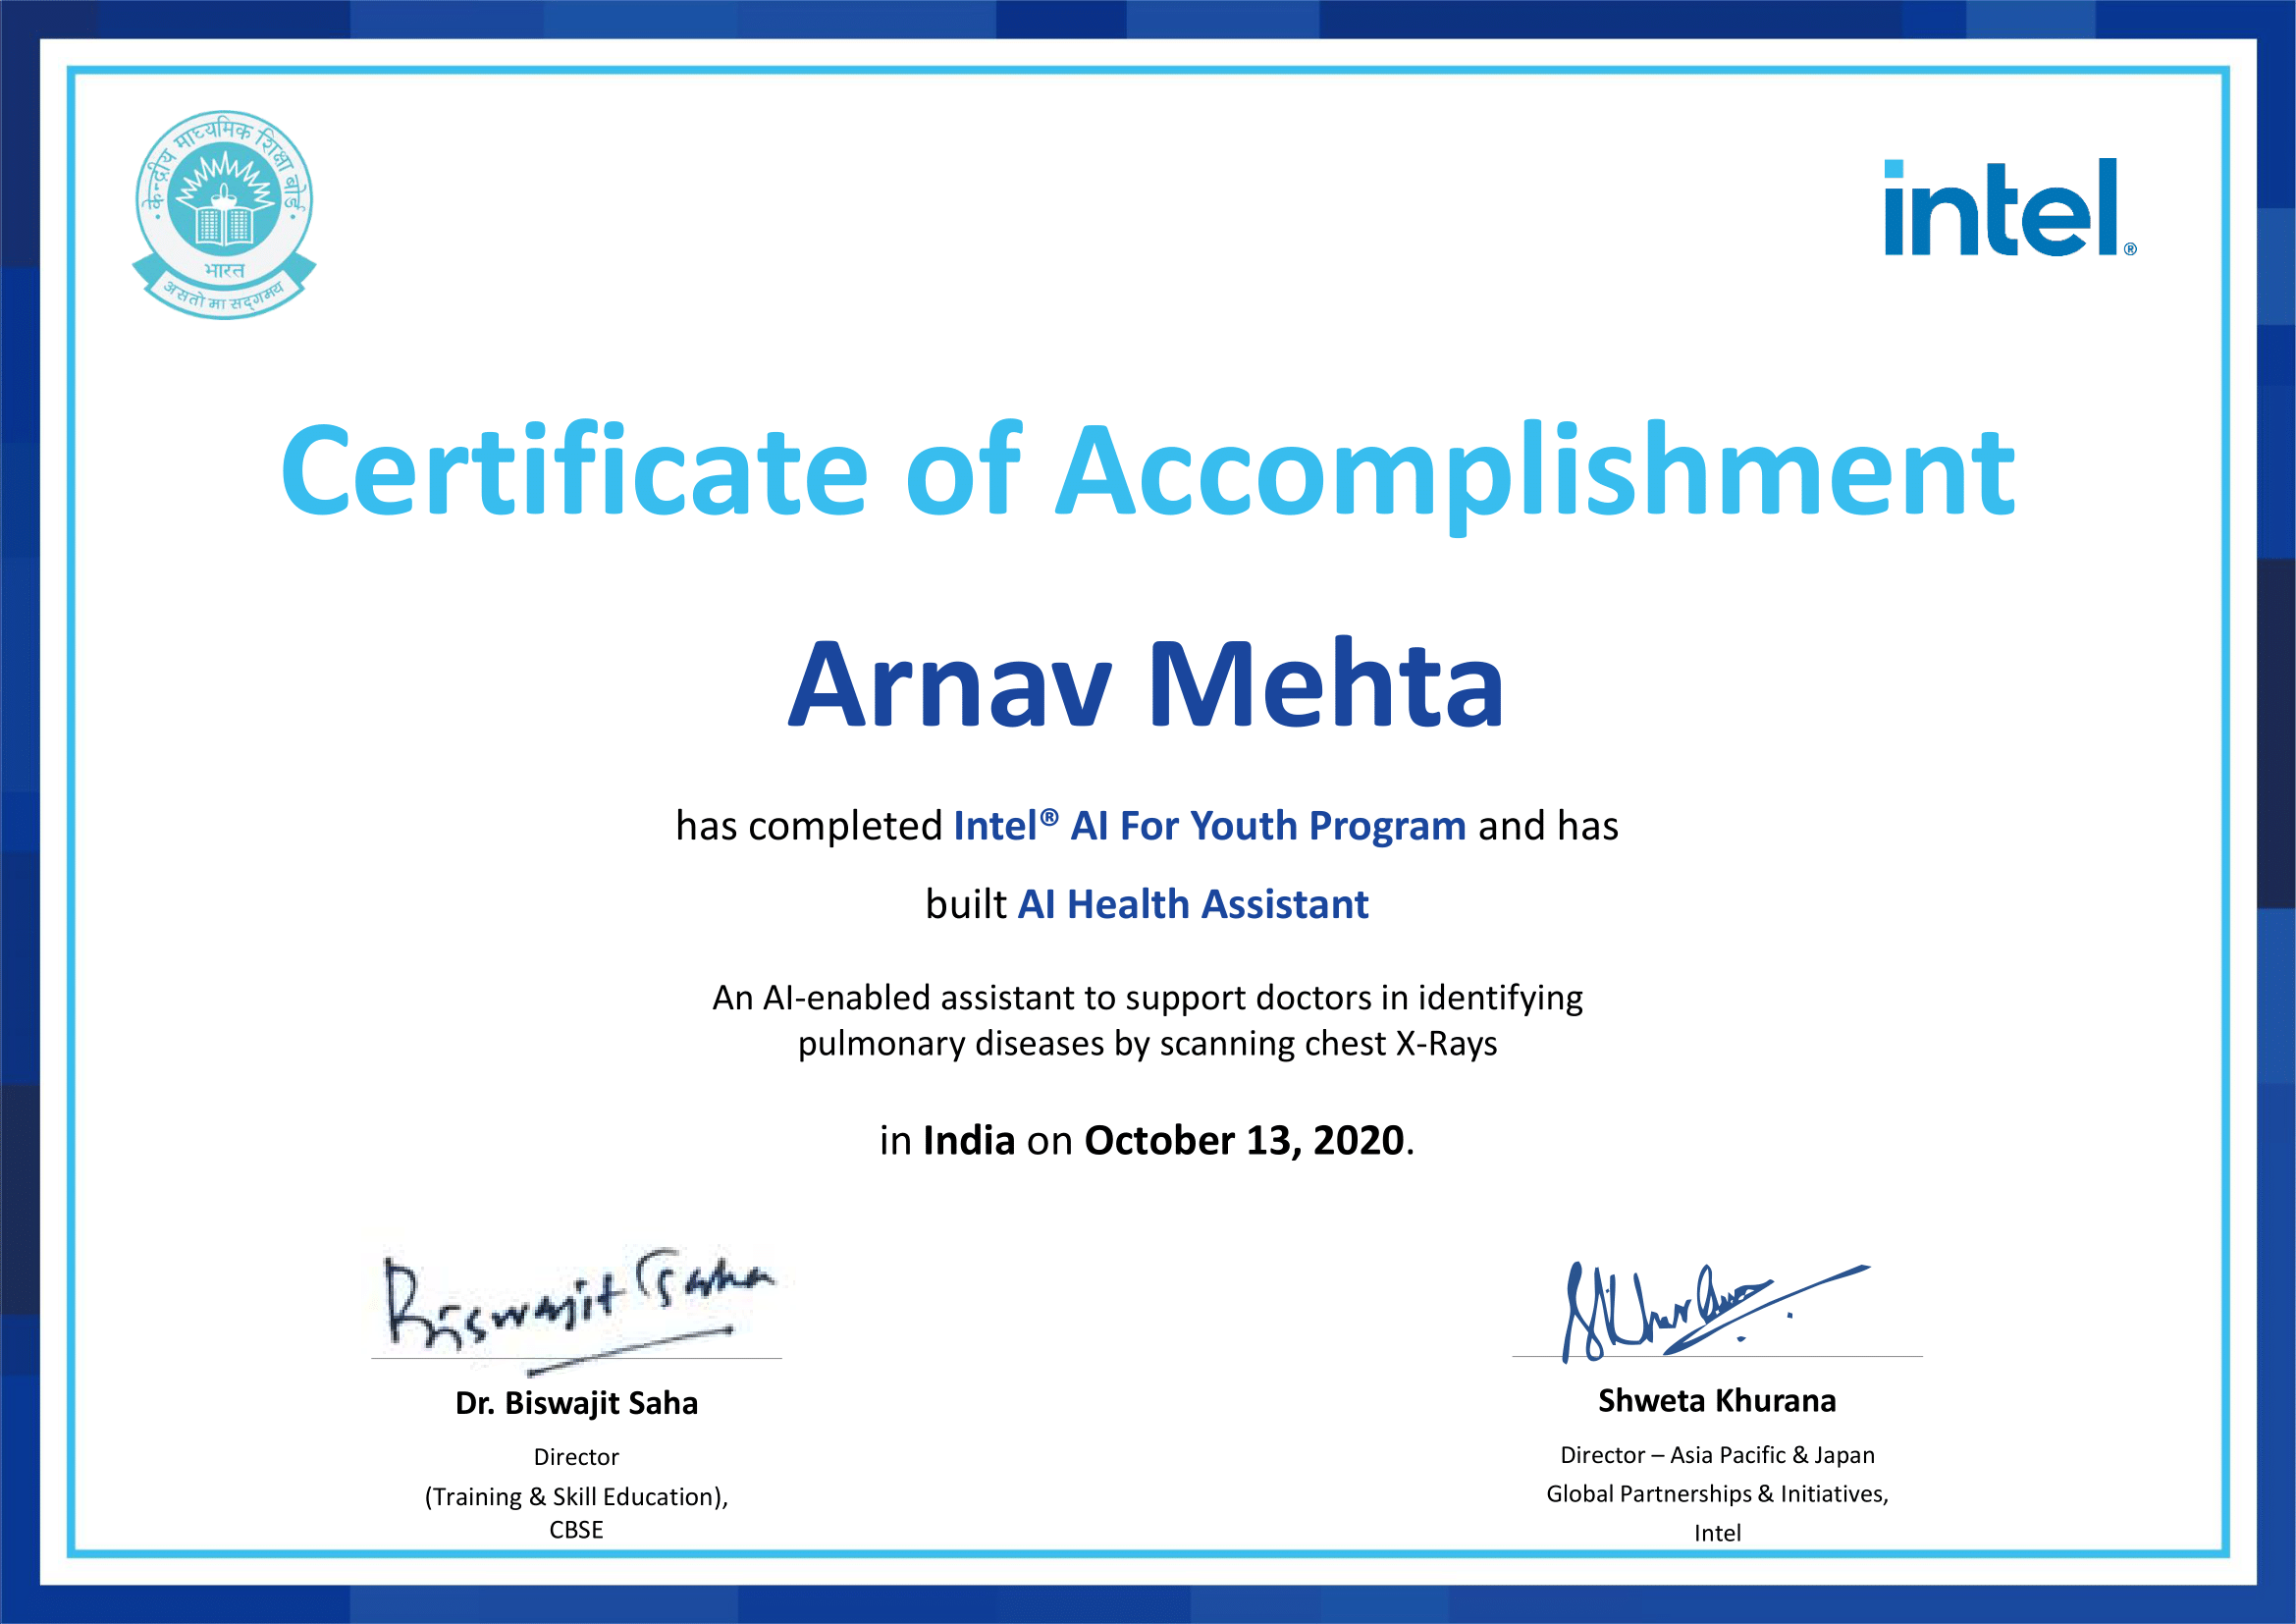 केन्द्रीय माध्यमिक शिक्षा बोर्ड
भारत
असतो मा सद्गमय
intel®
Certificate of Accomplishment
Arnav Mehta
has completed Intel® AI For Youth Program and has
built AI Health Assistant
An AI-enabled assistant to support doctors in identifying
pulmonary diseases by scanning chest X-Rays
in India on October 13, 2020.
Biswajit Saha
SKhurana
Dr. Biswajit Saha
Director
(Training & Skill Education),
CBSE
Shweta Khurana
Director – Asia Pacific & Japan
Global Partnerships & Initiatives,
Intel